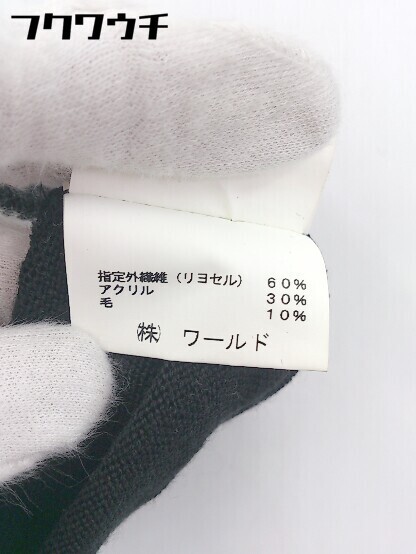 フクワウチ
指定外繊維(リヨセル) 60%
アクリル 30%
毛 10%
㈱ ワールド